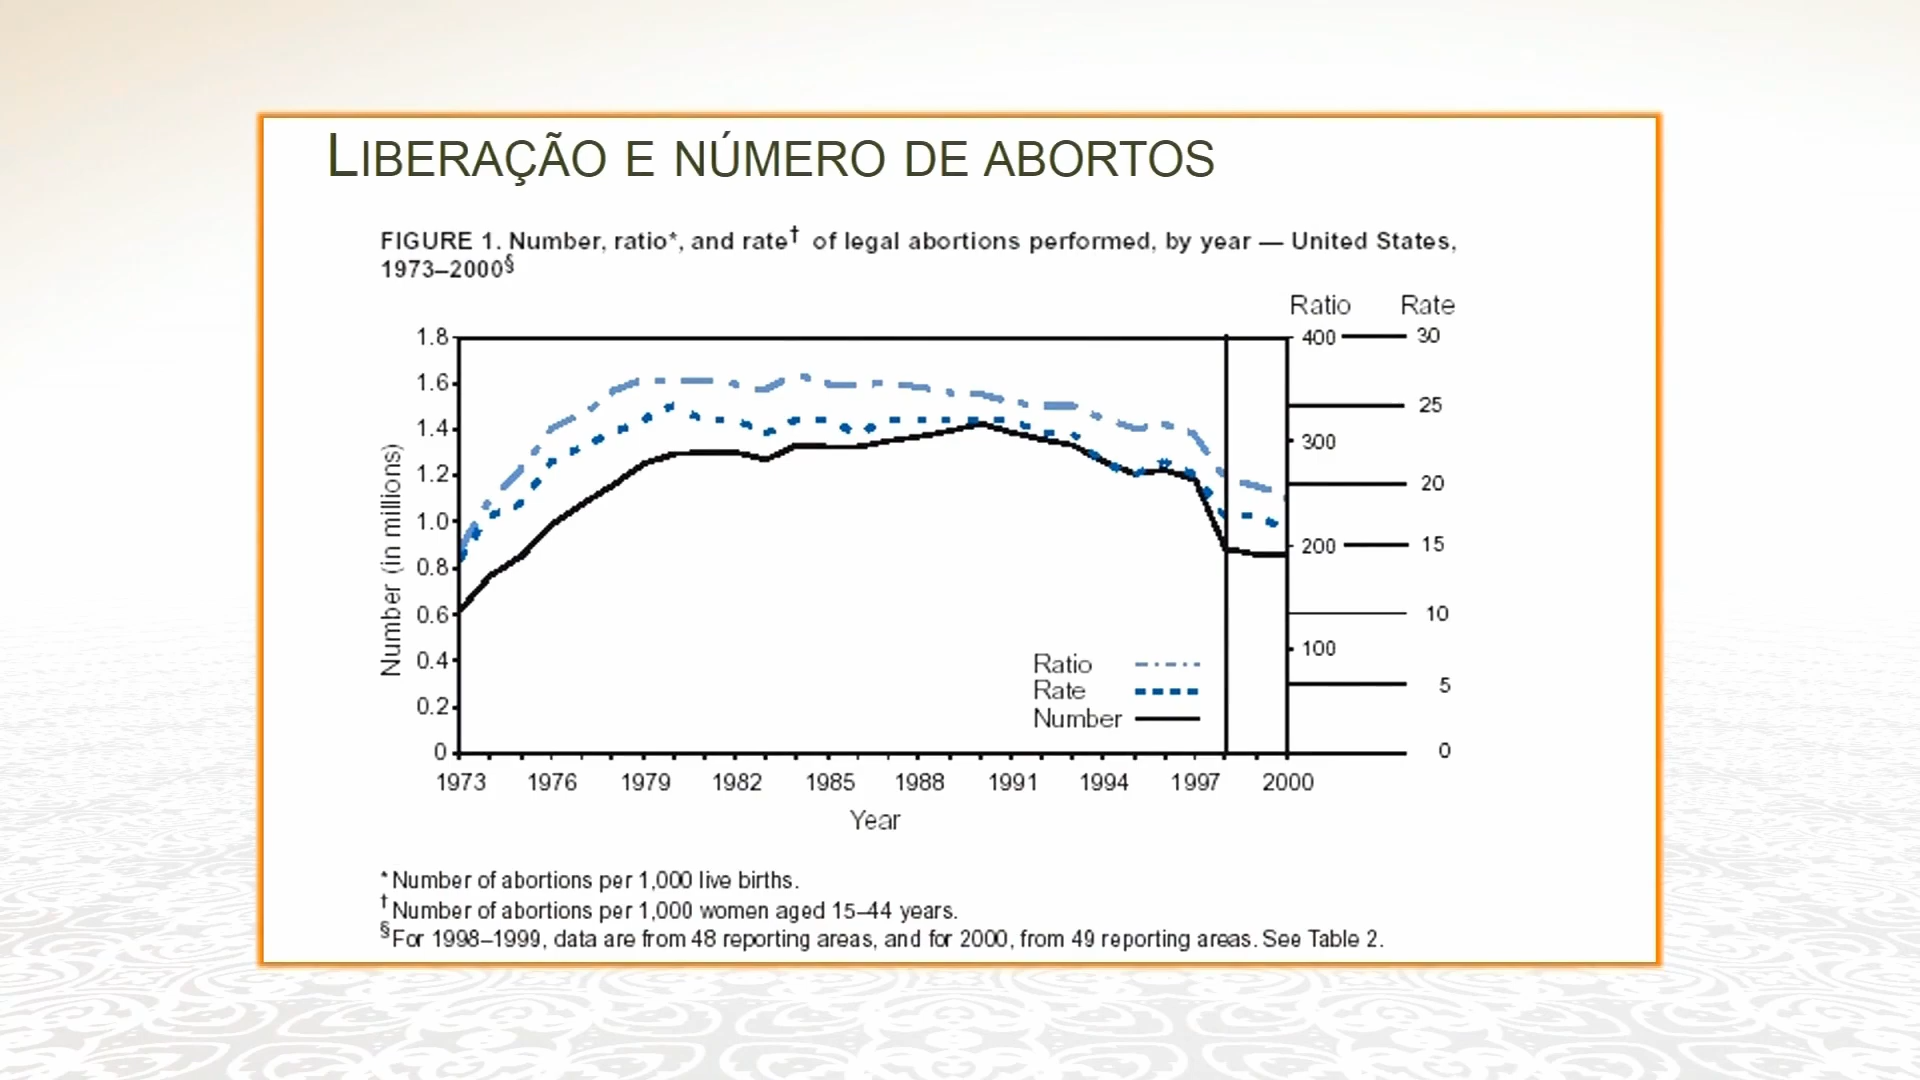 LIBERAÇÃO E NÚMERO DE ABORTOS
FIGURE 1. Number, ratio*, and rate† of legal abortions performed, by year — United States,
1973–2000§
Ratio Rate
1.8 400 30
1.6
25
1.4
300
1.2
20
1.0
200 15
0.8
0.6 10
100
0.4
5
0.2
0 0
Number (in millions)
Ratio
Rate
Number
1973 1976 1979 1982 1985 1988 1991 1994 1997 2000
Year
* Number of abortions per 1,000 live births.
† Number of abortions per 1,000 women aged 15–44 years.
§ For 1998–1999, data are from 48 reporting areas, and for 2000, from 49 reporting areas. See Table 2.